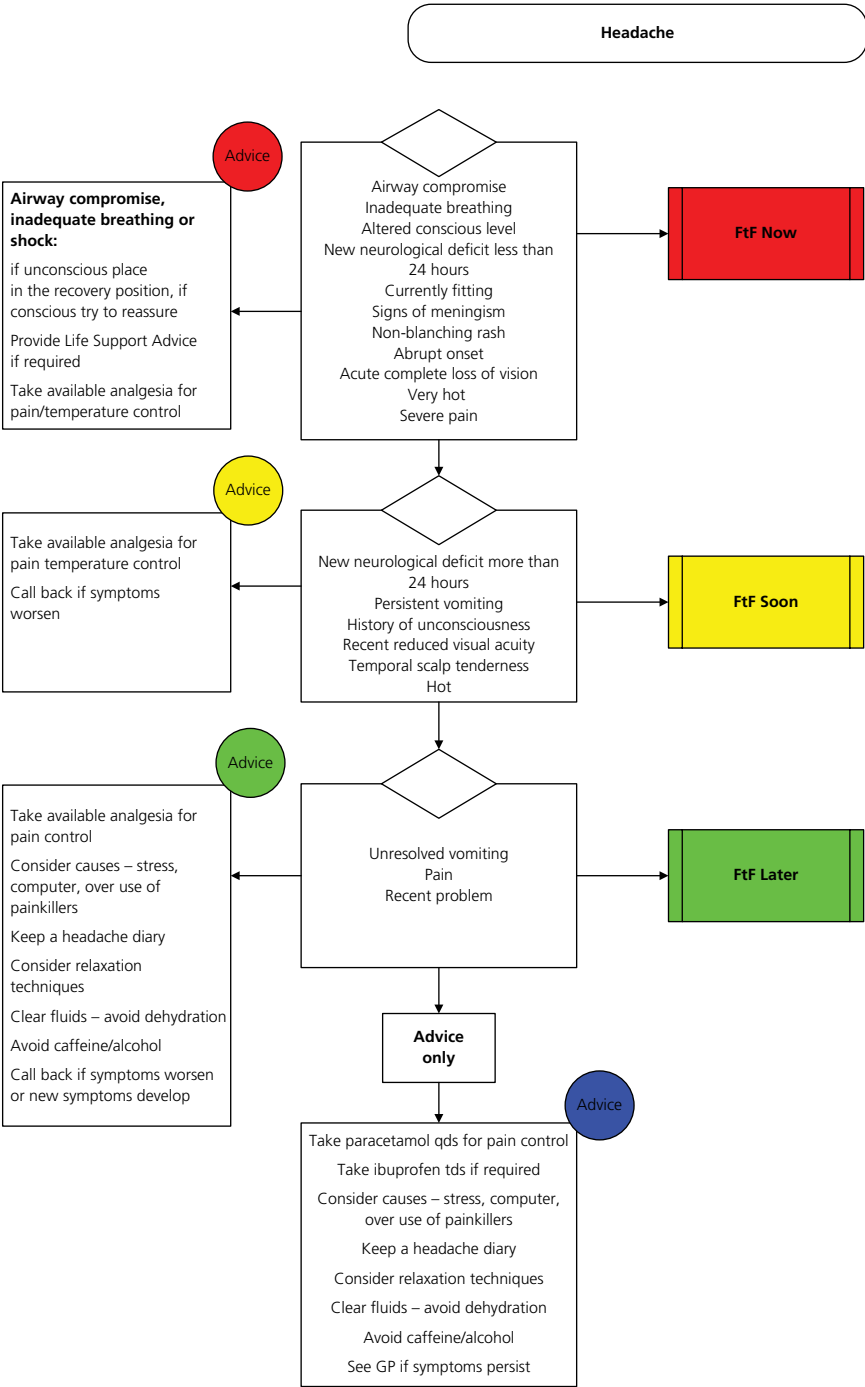 Headache
Advice
Airway compromise,
inadequate breathing or
shock:
if unconscious place
in the recovery position, if
conscious try to reassure
Provide Life Support Advice
if required
Take available analgesia for
pain/temperature control
Airway compromise
Inadequate breathing
Altered conscious level
New neurological deficit less than
24 hours
Currently fitting
Signs of meningism
Non-blanching rash
Abrupt onset
Acute complete loss of vision
Very hot
Severe pain
FtF Now
Advice
Take available analgesia for
pain temperature control
Call back if symptoms
worsen
New neurological deficit more than
24 hours
Persistent vomiting
History of unconsciousness
Recent reduced visual acuity
Temporal scalp tenderness
Hot
FtF Soon
Advice
Take available analgesia for
pain control
Consider causes – stress,
computer, over use of
painkillers
Keep a headache diary
Consider relaxation
techniques
Clear fluids – avoid dehydration
Avoid caffeine/alcohol
Call back if symptoms worsen
or new symptoms develop
Unresolved vomiting
Pain
Recent problem
FtF Later
Advice
only
Advice
Take paracetamol qds for pain control
Take ibuprofen tds if required
Consider causes – stress, computer,
over use of painkillers
Keep a headache diary
Consider relaxation techniques
Clear fluids – avoid dehydration
Avoid caffeine/alcohol
See GP if symptoms persist